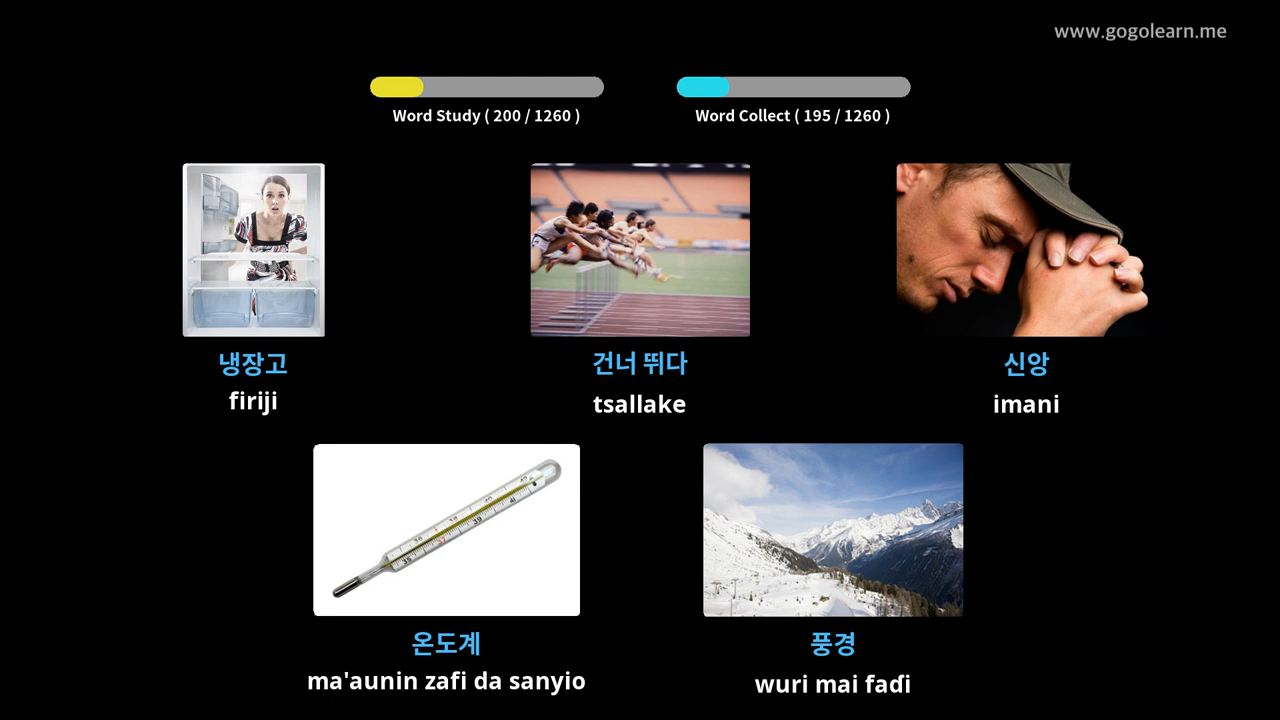 www.gogolearn.me
Word Study ( 200 / 1260 )
Word Collect ( 195 / 1260 )
냉장고
firiji
건너 뛰다
tsallake
신앙
imani
온도계
ma'aunin zafi da sanyio
풍경
wuri mai fadi